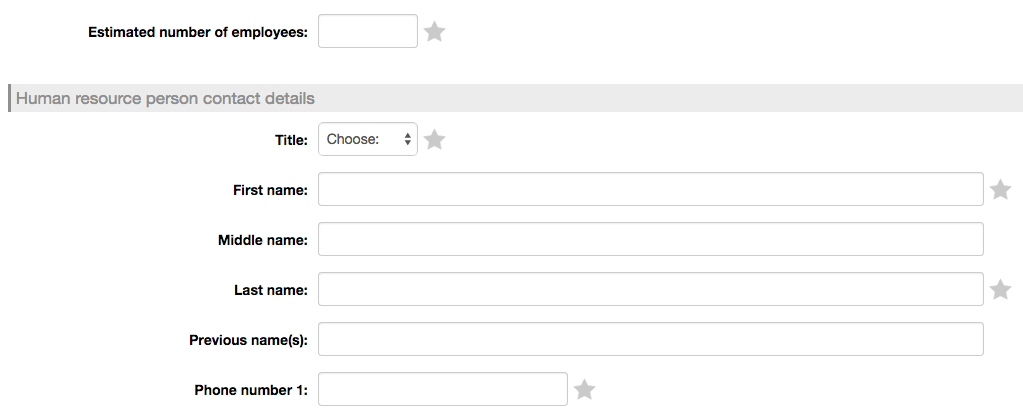 Estimated number of employees:
Human resource person contact details
Title: Choose:
First name:
Middle name:
Last name:
Previous name(s):
Phone number 1: